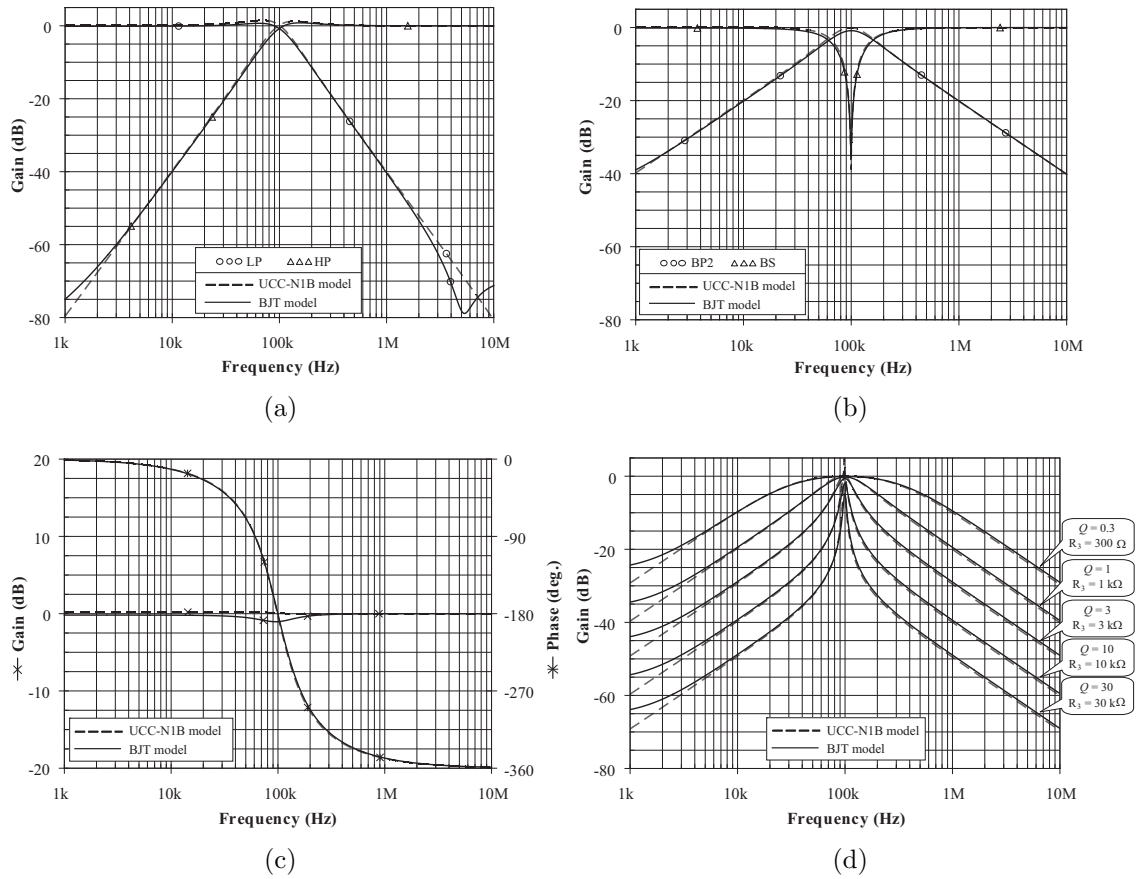 0
-20
-40
-60
-80
Gain (dB)
LP HP
UCC-N1B model
BJT model
1k 10k 100k 1M 10M
Frequency (Hz)
(a)
0
-20
-40
-60
-80
Gain (dB)
BP2 BS
UCC-N1B model
BJT model
1k 10k 100k 1M 10M
Frequency (Hz)
(b)
20
10
0
-10
-20
Gain (dB)
0
-90
-180
-270
-360
Phase (deg.)
UCC-N1B model
BJT model
1k 10k 100k 1M 10M
Frequency (Hz)
(c)
0
-20
-40
-60
-80
Gain (dB)
Q = 0.3
R3 = 300 Ω
Q = 1
R3 = 1 kΩ
Q = 3
R3 = 3 kΩ
Q = 10
R3 = 10 kΩ
Q = 30
R3 = 30 kΩ
UCC-N1B model
BJT model
1k 10k 100k 1M 10M
Frequency (Hz)
(d)